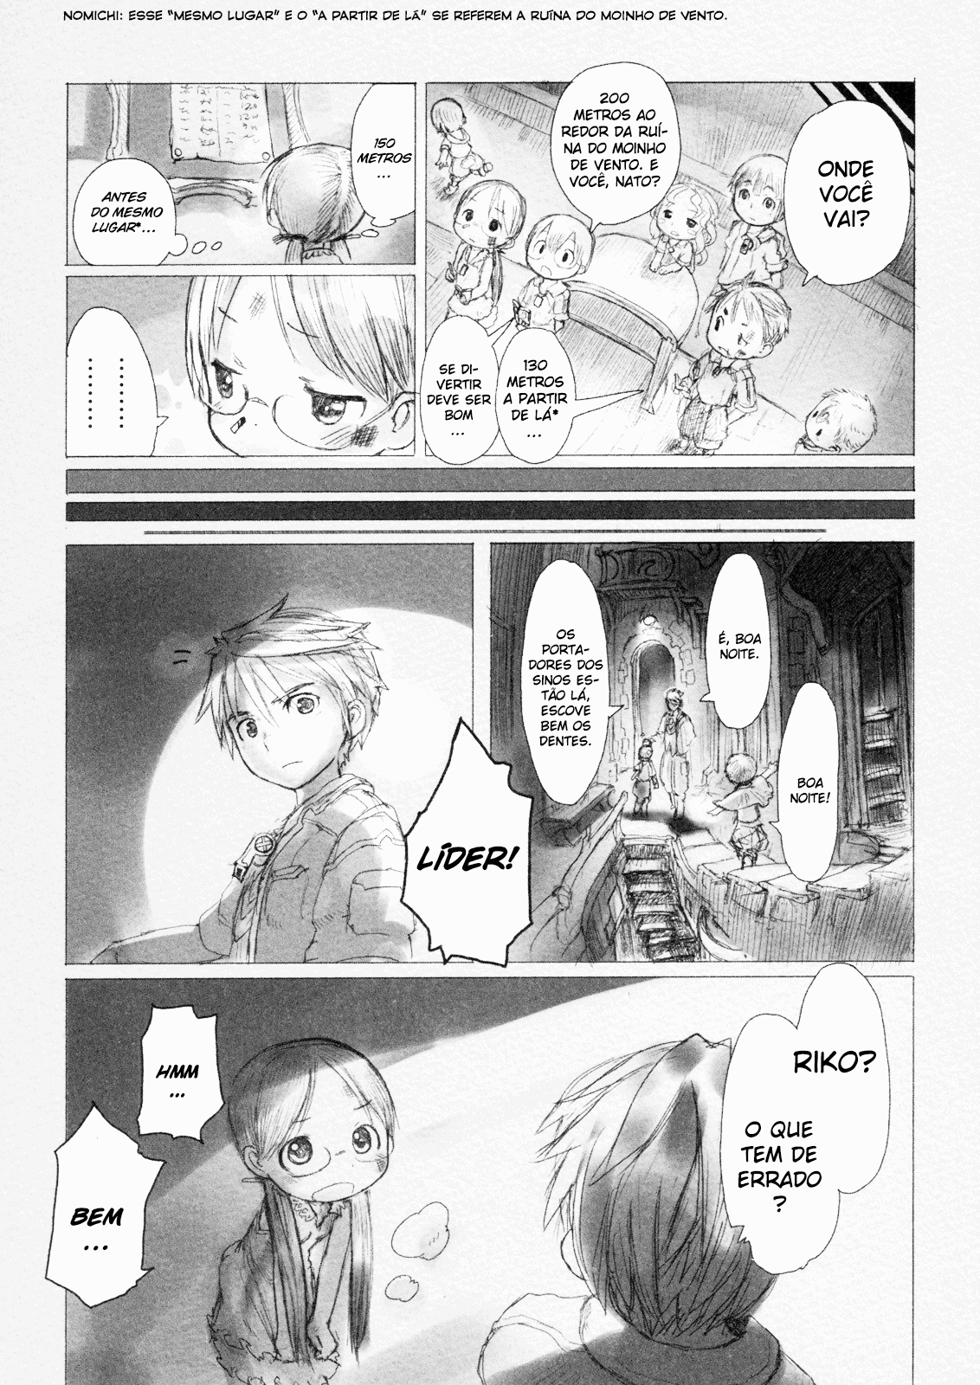 NOMICHI: ESSE “MESMO LUGAR” E O “A PARTIR DE LÁ” SE REFEREM A RUÍNA DO MOINHO DE VENTO.
ONDE
VOCÊ
VAI?
200
METROS AO
REDOR DA RUÍ-
NA DO MOINHO
DE VENTO. E
VOCÊ, NATO?
130
METROS
A PARTIR
DE LÁ*
...
SE DI-
VERTIR
DEVE SER
BOM
...
150
METROS
...
ANTES
DO MESMO
LUGAR*...
......
......
BOA
NOITE!
É, BOA
NOITE.
OS
PORTA-
DORES DOS
SINOS ES-
TÃO LÁ,
ESCOVE
BEM OS
DENTES.
LÍDER!
RIKO?
O QUE
TEM DE
ERRADO
?
HMM
...
BEM
...